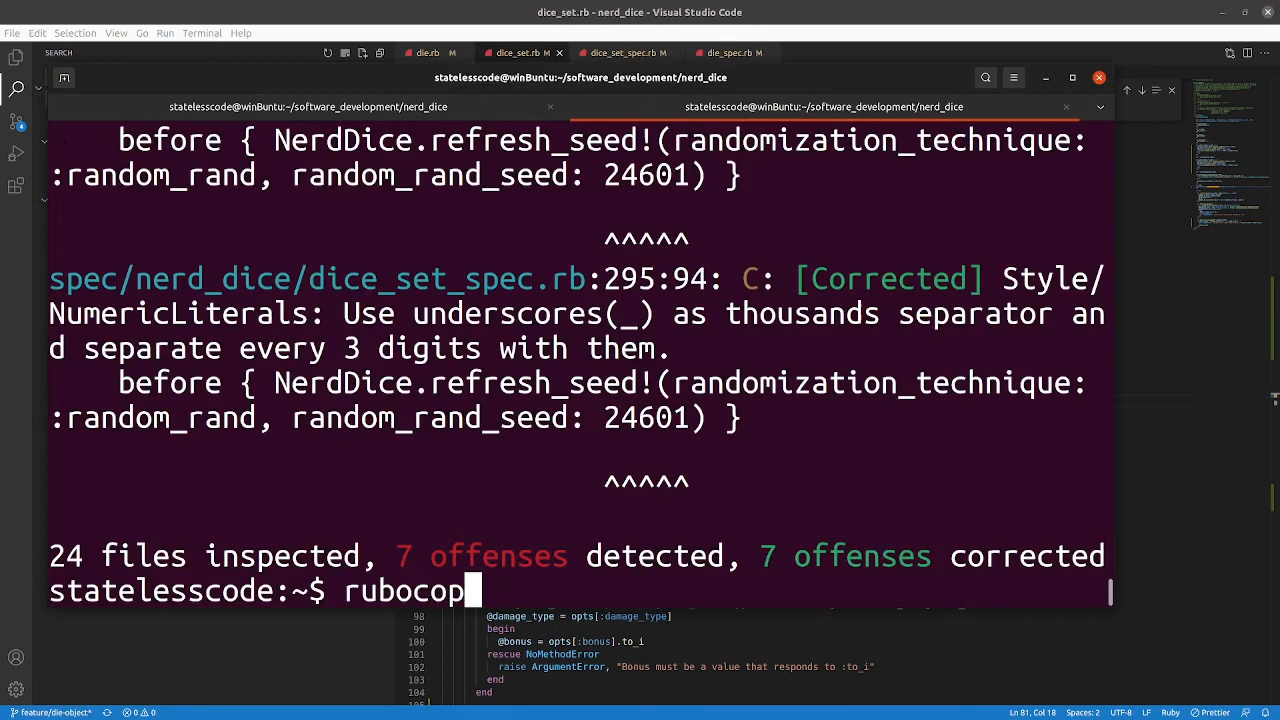 dice_set.rb - nerd_dice - Visual Studio Code
File Edit Selection View Go Run Terminal Help
SEARCH
die.rb M dice_set.rb M dice_set_spec.rb M die_spec.rb M
statelesscode@winBuntu:~/software_development/nerd_dice
statelesscode@winBuntu:~/software_development/nerd_dice statelesscode@winBuntu:~/software_development/nerd_dice
before { NerdDice.refresh_seed!(randomization_technique:
:random_rand, random_rand_seed: 24601) }
^^^^^
spec/nerd_dice/dice_set_spec.rb:295:94: C: [Corrected] Style/
NumericLiterals: Use underscores(_) as thousands separator an
d separate every 3 digits with them.
before { NerdDice.refresh_seed!(randomization_technique:
:random_rand, random_rand_seed: 24601) }
^^^^^
24 files inspected, 7 offenses detected, 7 offenses corrected
statelesscode:~$ rubocop
98 @damage_type = opts[:damage_type]
99 begin
100 @bonus = opts[:bonus].to_i
101 rescue NoMethodError
102 raise ArgumentError, "Bonus must be a value that responds to :to_i"
103 end
104 end
4
feature/die-object* 0 0 Ln 81, Col 18 Spaces: 2 UTF-8 LF Ruby Prettier